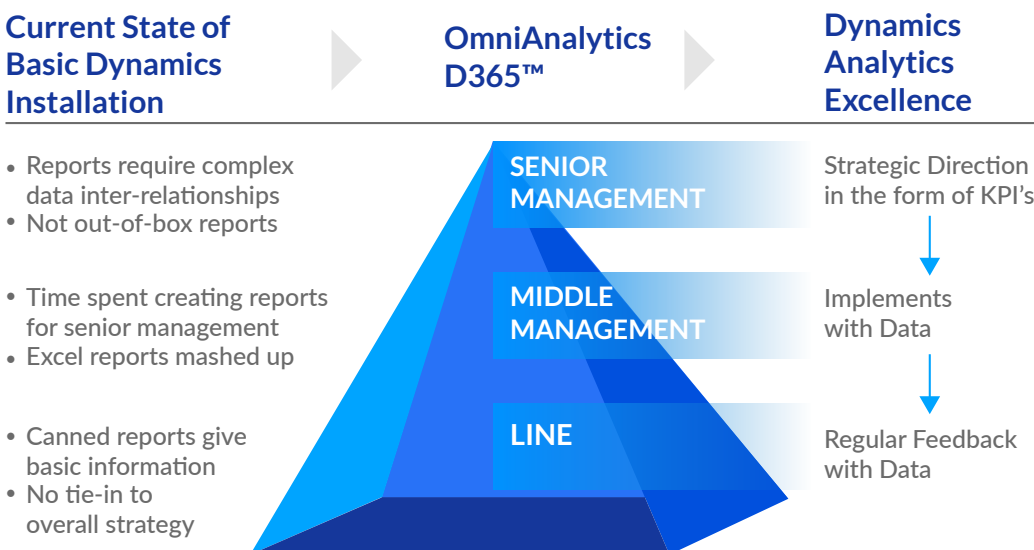 Current State of
Basic Dynamics
Installation
OmniAnalytics
D365™
Dynamics
Analytics
Excellence
• Reports require complex
data inter-relationships
• Not out-of-box reports
SENIOR
MANAGEMENT
Strategic Direction
in the form of KPI’s
• Time spent creating reports
for senior management
• Excel reports mashed up
MIDDLE
MANAGEMENT
Implements
with Data
• Canned reports give
basic information
• No tie-in to
overall strategy
LINE
Regular Feedback
with Data